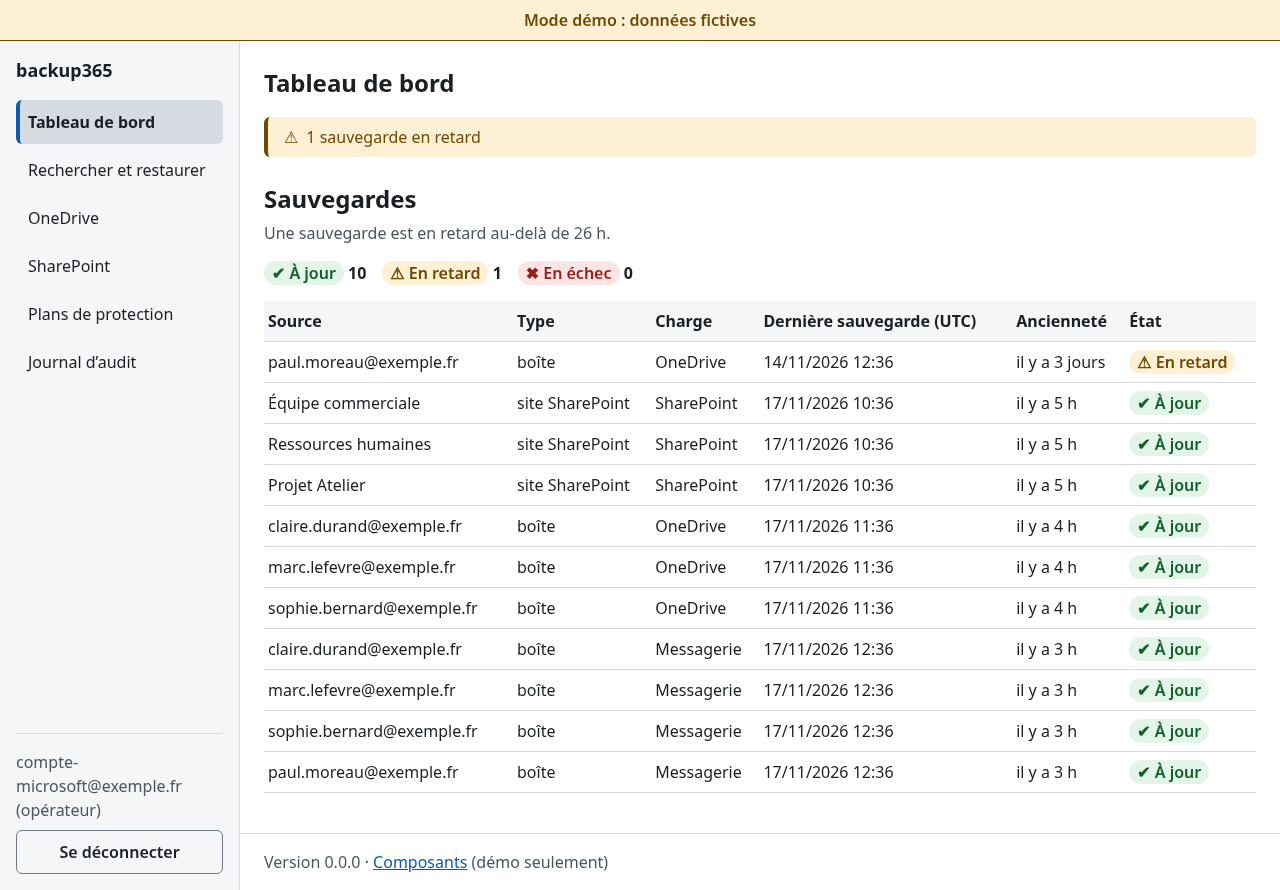 Mode démo : données fictives
backup365
Tableau de bord
Rechercher et restaurer
OneDrive
SharePoint
Plans de protection
Journal d’audit
compte-
microsoft@exemple.fr
(opérateur)
Se déconnecter
Tableau de bord
⚠ 1 sauvegarde en retard
Sauvegardes
Une sauvegarde est en retard au-delà de 26 h.
✔ À jour 10 ⚠ En retard 1 ✖ En échec 0
Source Type Charge Dernière sauvegarde (UTC) Ancienneté État
paul.moreau@exemple.fr boîte OneDrive 14/11/2026 12:36 il y a 3 jours ⚠ En retard
Équipe commerciale site SharePoint SharePoint 17/11/2026 10:36 il y a 5 h ✔ À jour
Ressources humaines site SharePoint SharePoint 17/11/2026 10:36 il y a 5 h ✔ À jour
Projet Atelier site SharePoint SharePoint 17/11/2026 10:36 il y a 5 h ✔ À jour
claire.durand@exemple.fr boîte OneDrive 17/11/2026 11:36 il y a 4 h ✔ À jour
marc.lefevre@exemple.fr boîte OneDrive 17/11/2026 11:36 il y a 4 h ✔ À jour
sophie.bernard@exemple.fr boîte OneDrive 17/11/2026 11:36 il y a 4 h ✔ À jour
claire.durand@exemple.fr boîte Messagerie 17/11/2026 12:36 il y a 3 h ✔ À jour
marc.lefevre@exemple.fr boîte Messagerie 17/11/2026 12:36 il y a 3 h ✔ À jour
sophie.bernard@exemple.fr boîte Messagerie 17/11/2026 12:36 il y a 3 h ✔ À jour
paul.moreau@exemple.fr boîte Messagerie 17/11/2026 12:36 il y a 3 h ✔ À jour
Version 0.0.0 · Composants (démo seulement)